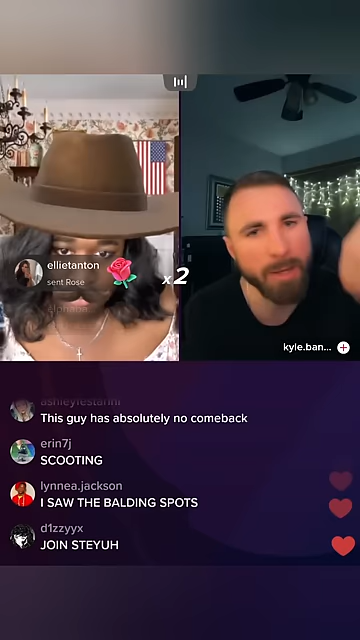 ellietanton
sent Rose
x2
kyle.ban...
ashleyfestanni
This guy has absolutely no comeback
erin7j
SCOOTING
lynnea.jackson
I SAW THE BALDING SPOTS
d1zzyyx
JOIN STEYUH